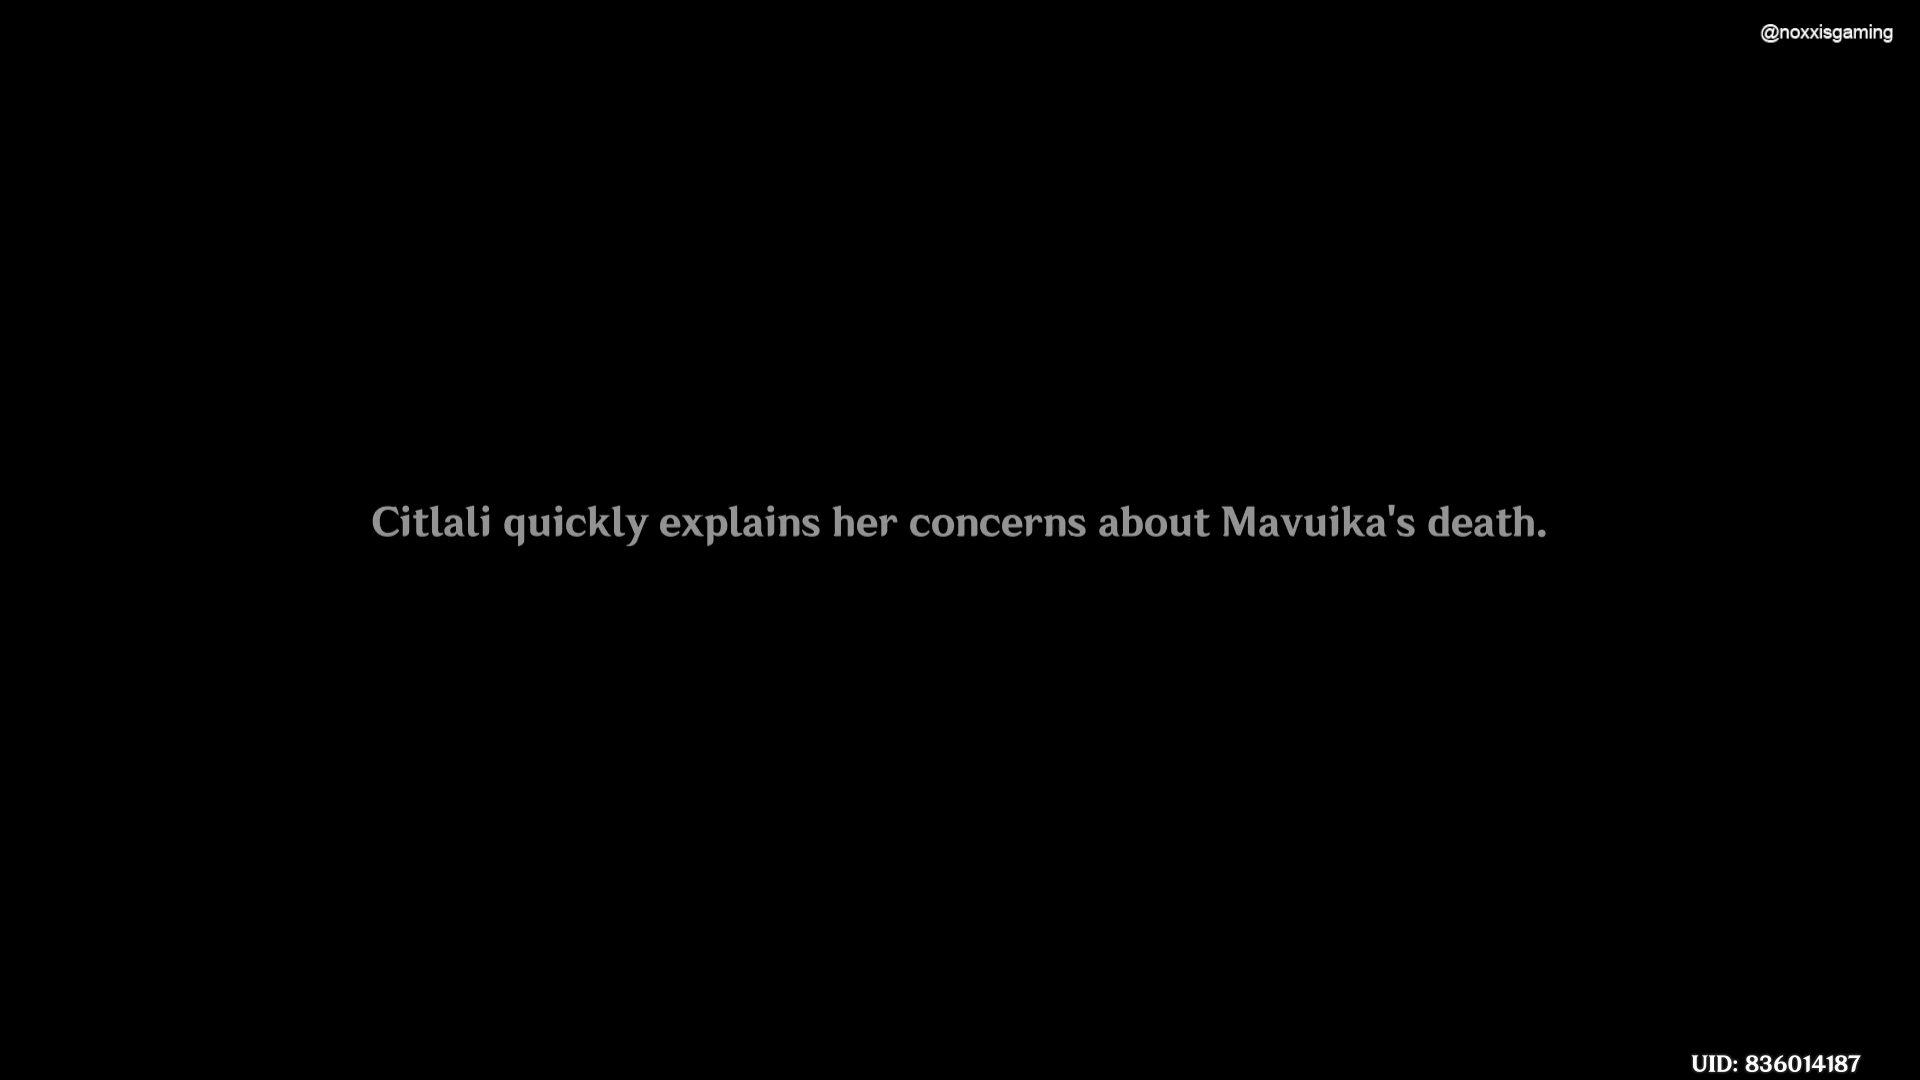 @noxxisgaming
Citlali quickly explains her concerns about Mavuika's death.
UID: 836014187